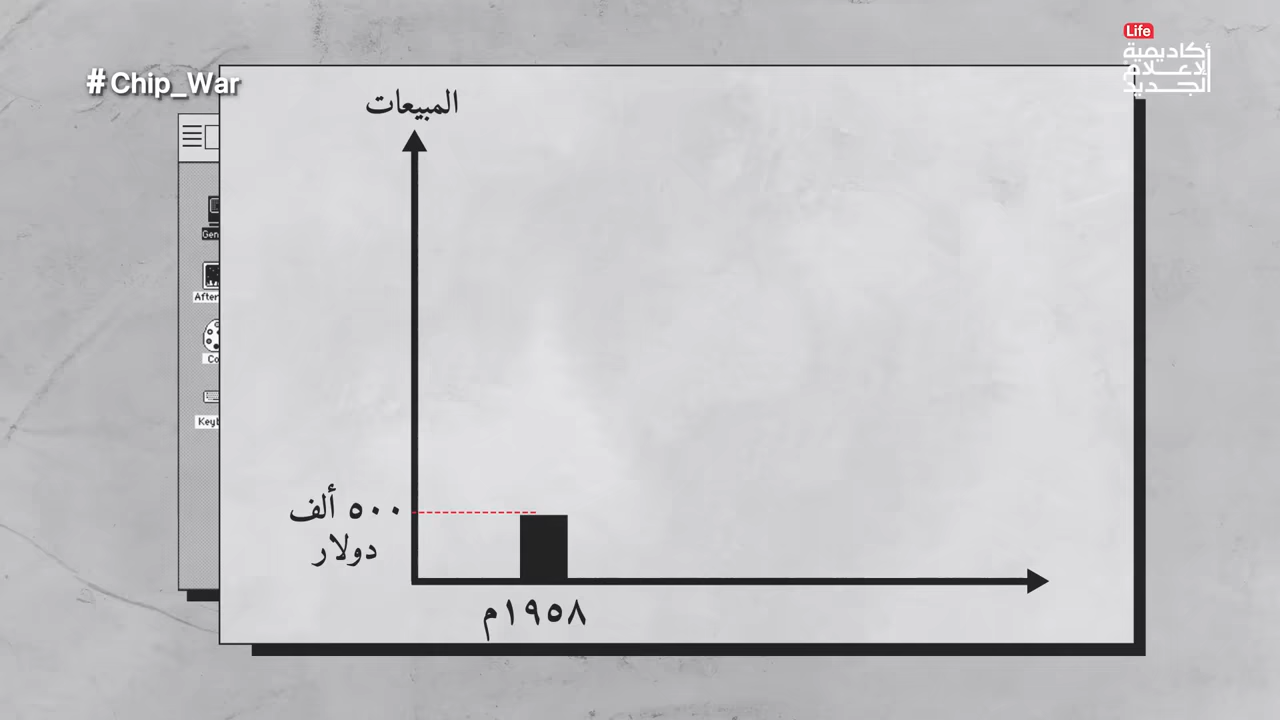 Life
أكاديمية
الإعلام
الجديد
#Chip_War
المبيعات
٥٠٠ ألف
دولار
١٩٥٨م